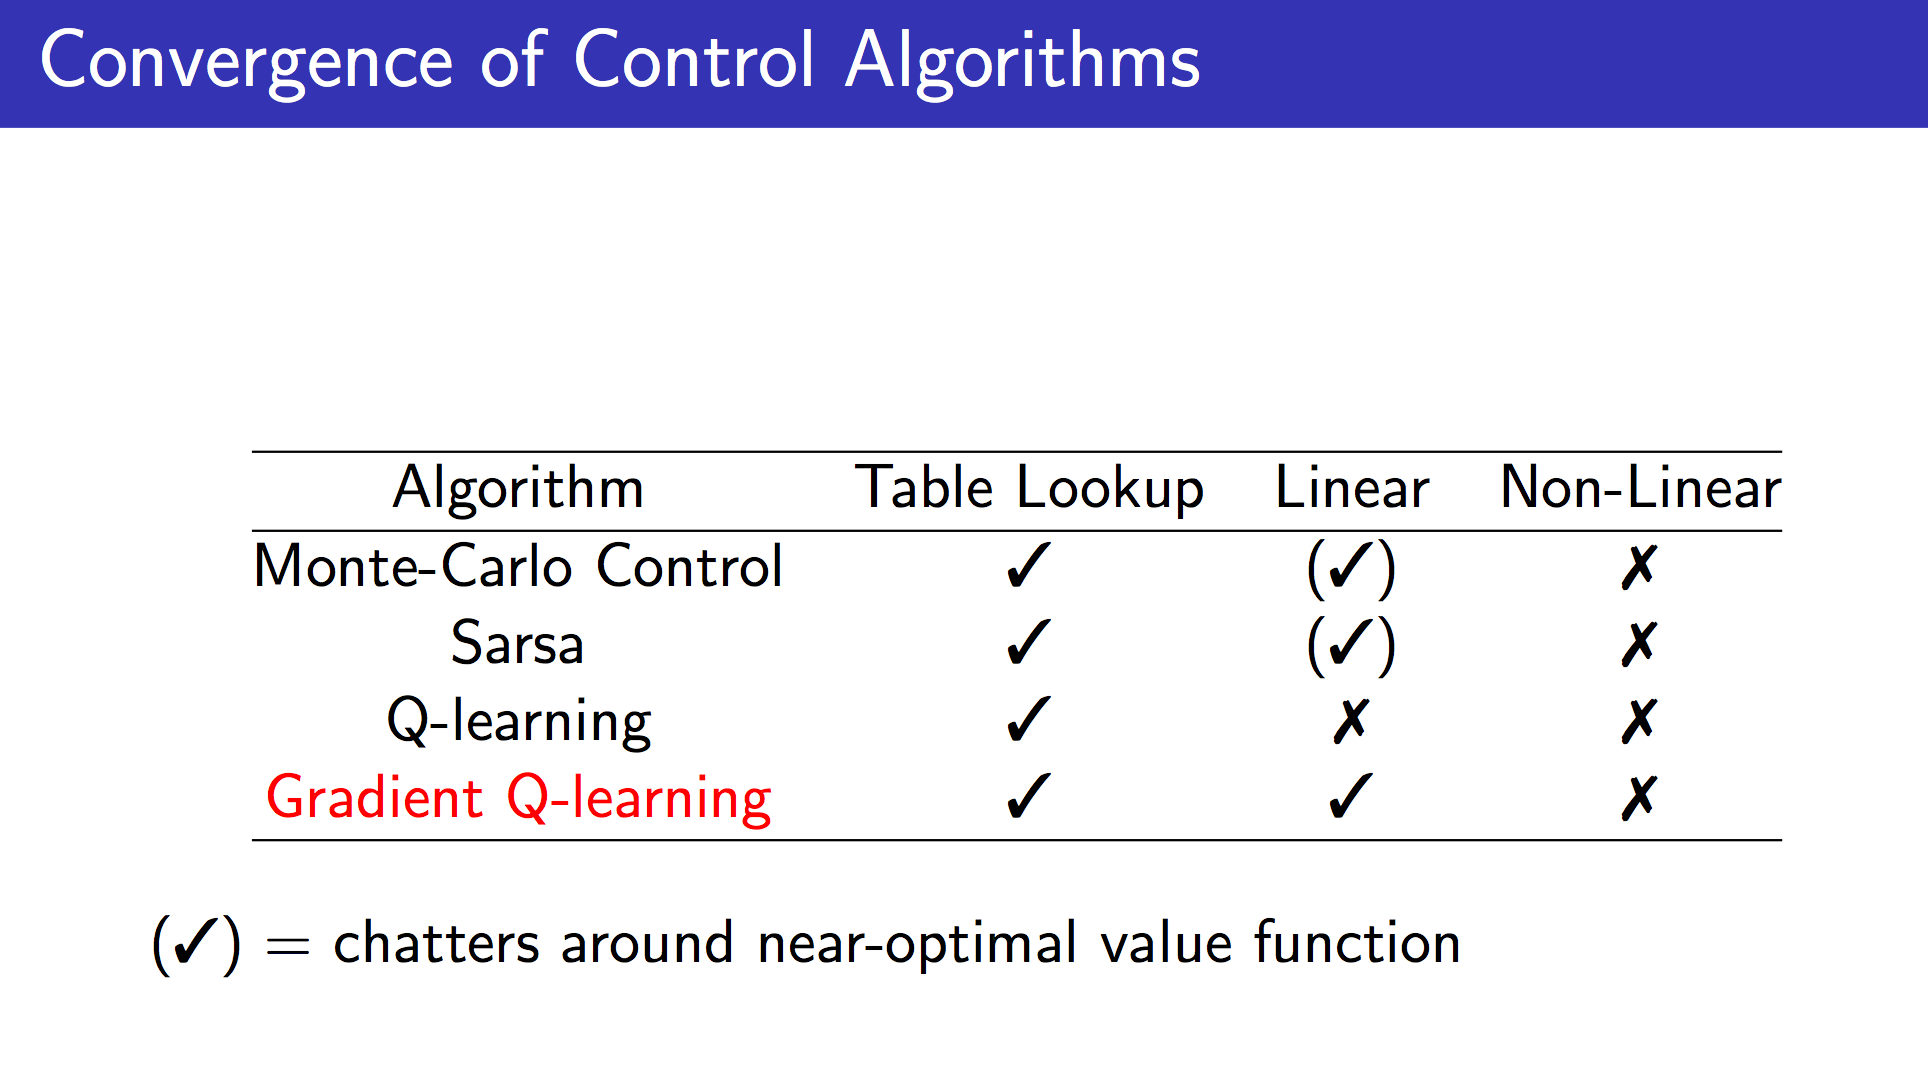 Convergence of Control Algorithms
Algorithm Table Lookup Linear Non-Linear
Monte-Carlo Control ✓ (✓) ✗
Sarsa ✓ (✓) ✗
Q-learning ✓ ✗ ✗
Gradient Q-learning ✓ ✓ ✗
(✓) = chatters around near-optimal value function